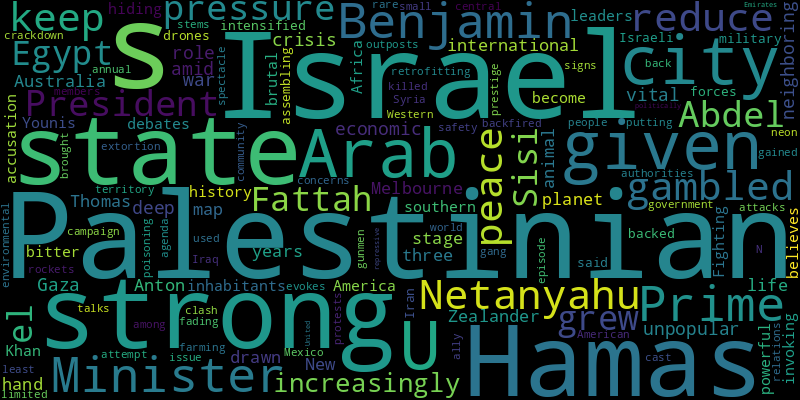 hiding pressure stems intensified Benjamin leaders rare small central reduce Emirates
keep s Israel city
crackdown drones crisis international Israeli military
Egypt role spectacle brutal assembling Africa outposts signs back neighboring
Australia amid war retrofitting prestige become vital forces
annual President killed Syria Abdel
members Western
accusation Younis debates economic backfired safety people putting neon
state Arab peace Sisi animal given gained
brought extortion community concerns authorities
territory history Melbourne planet gambled
Thomas deep map Fattah southern government
environmental campaign poisoning agenda used world backed attacks believes
Palestinian
bitter years stage three gang episode said Fighting N
rockets Iraq gunmen repressive
Gaza Anton inhabitants evokes America Iran Netanyahu Prime life
talks clash strong g U Zealander grew unpopular powerful
el fading protests ally American relations invoking
Khan among attempt issue farming United Mexico Hamas
least drawn New cast
hand Minister increasingly
limited